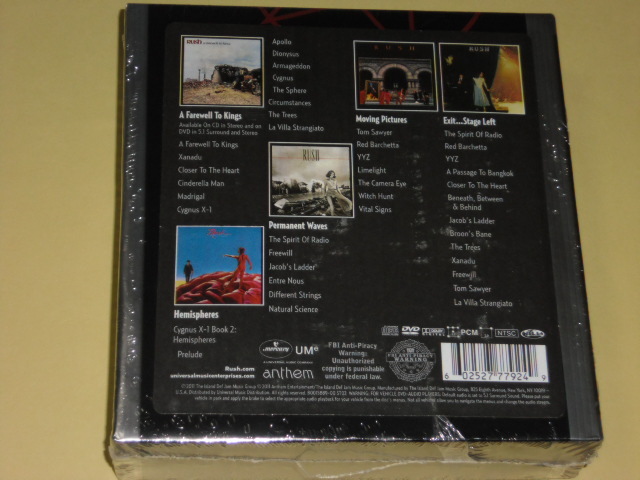 A Farewell To Kings
Available On CD in Stereo and on
DVD in 5.1 Surround and Stereo
A Farewell To Kings
Xanadu
Closer To The Heart
Cinderella Man
Madrigal
Cygnus X-1
Hemispheres
Cygnus X-1 Book 2:
Hemispheres
Prelude
Apollo
Dionysus
Armageddon
Cygnus
The Sphere
Circumstances
The Trees
La Villa Strangiato
RUSH
Permanent Waves
The Spirit Of Radio
Freewill
Jacob's Ladder
Entre Nous
Different Strings
Natural Science
RUSH
Moving Pictures
Tom Sawyer
Red Barchetta
YYZ
Limelight
The Camera Eye
Witch Hunt
Vital Signs
RUSH
Exit...Stage Left
The Spirit Of Radio
Red Barchetta
YYZ
A Passage To Bangkok
Closer To The Heart
Beneath, Between
& Behind
Jacob's Ladder
Broon's Bane
The Trees
Xanadu
Freewill
Tom Sawyer
La Villa Strangiato
Rush.com
universalmusicenterprises.com
UMe
anthem
FBI Anti-Piracy
Warning:
Unauthorized
copying is punishable
under federal law.
DVD
PCM
NTSC
6 02527 77924 9